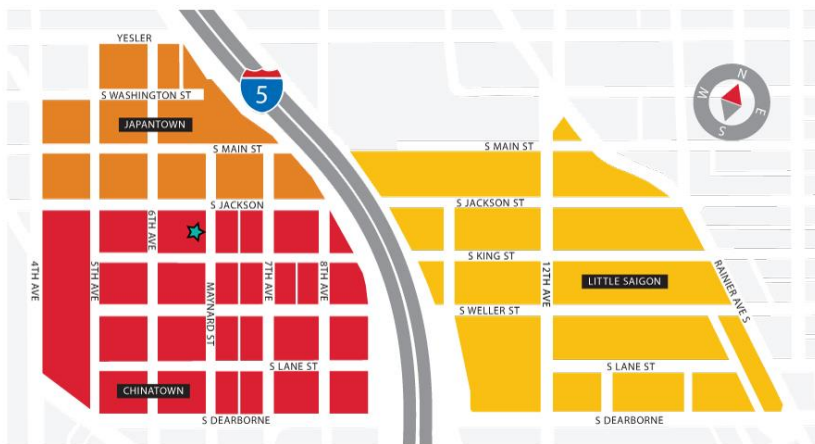 YESLER
5
S WASHINGTON ST
JAPANTOWN
S MAIN ST
S JACKSON
4TH AVE
5TH AVE
6TH AVE
MAYNARD ST
7TH AVE
8TH AVE
S LANE ST
CHINATOWN
S DEARBORNE
S MAIN ST
S JACKSON ST
S KING ST
12TH AVE
LITTLE SAIGON
RAINIER AVE S
S WELLER ST
S LANE ST
S DEARBORNE
N
E
S
W